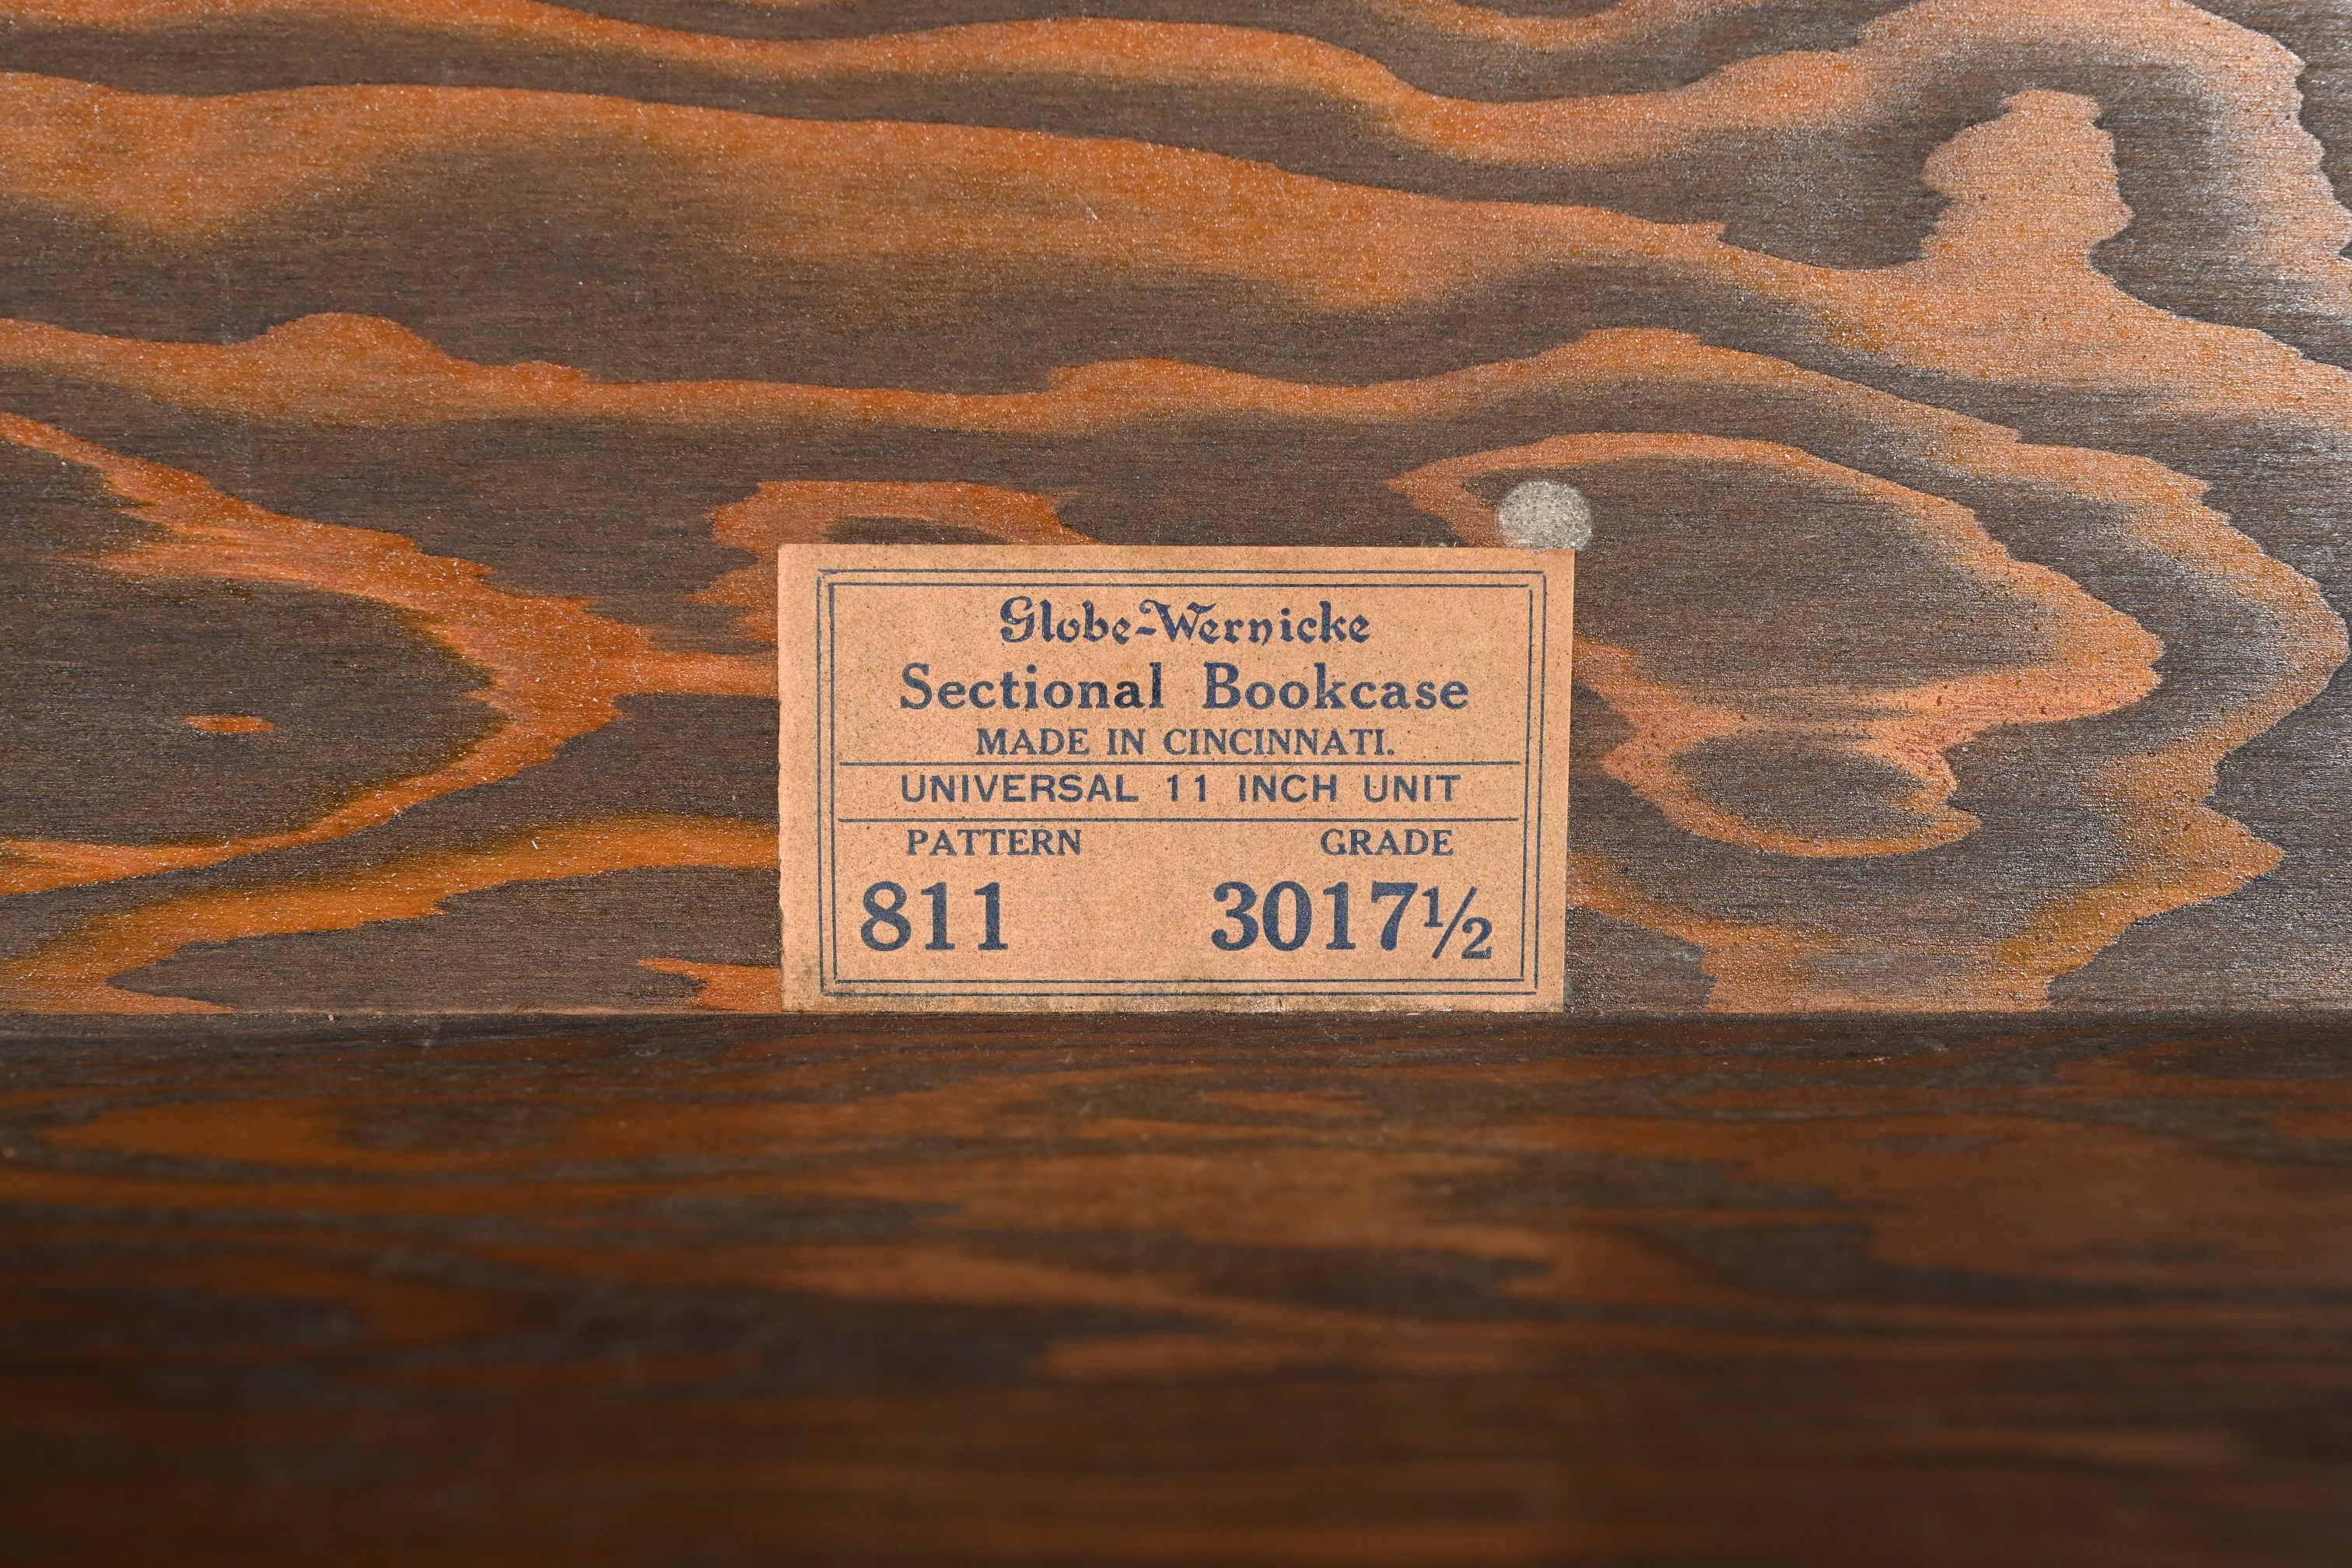 Globe-Wernicke
Sectional Bookcase
MADE IN CINCINNATI.
UNIVERSAL 11 INCH UNIT
PATTERN GRADE
811 3017½